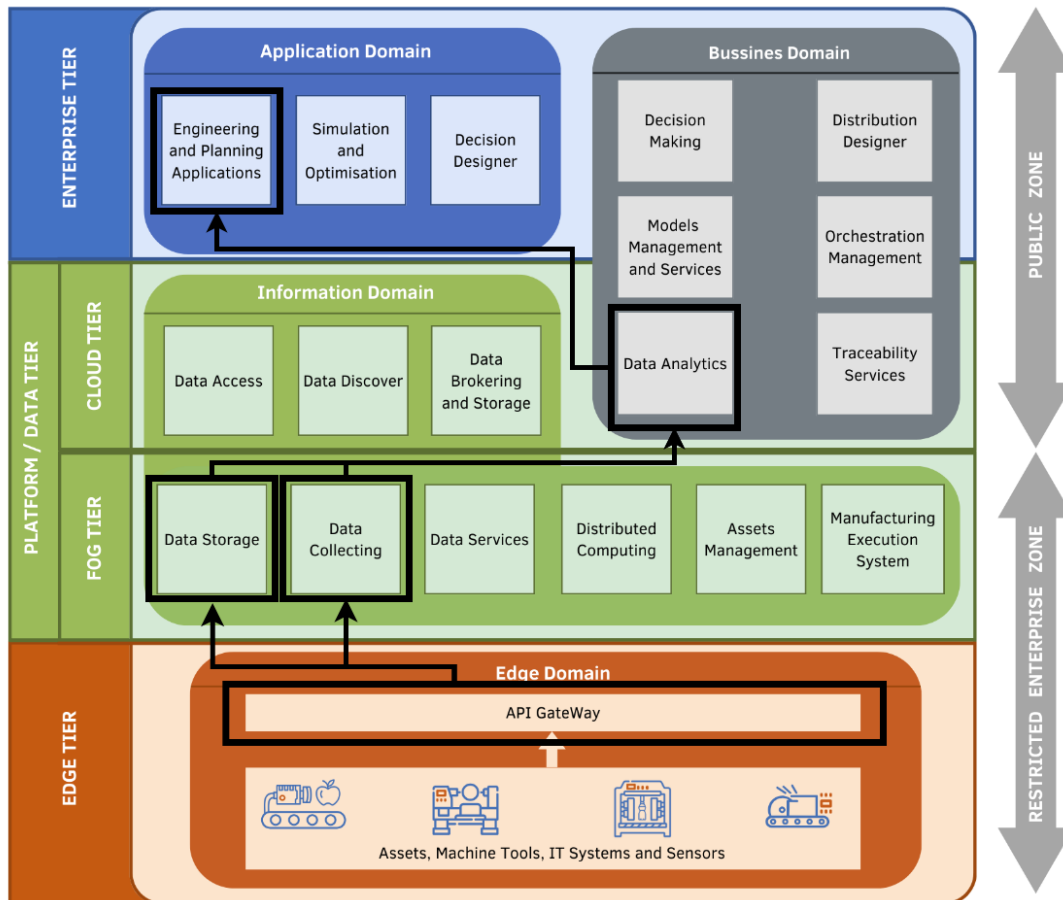 ENTERPRISE TIER
Application Domain
Engineering
and Planning
Applications
Simulation
and
Optimisation
Decision
Designer
Bussines Domain
Decision
Making
Distribution
Designer
Models
Management
and Services
Orchestration
Management
Data Analytics
Traceability
Services
PUBLIC ZONE
PLATFORM / DATA TIER
CLOUD TIER
Information Domain
Data Access
Data Discover
Data
Brokering
and Storage
FOG TIER
Data Storage
Data
Collecting
Data Services
Distributed
Computing
Assets
Management
Manufacturing
Execution
System
RESTRICTED ENTERPRISE ZONE
EDGE TIER
Edge Domain
API GateWay
Assets, Machine Tools, IT Systems and Sensors